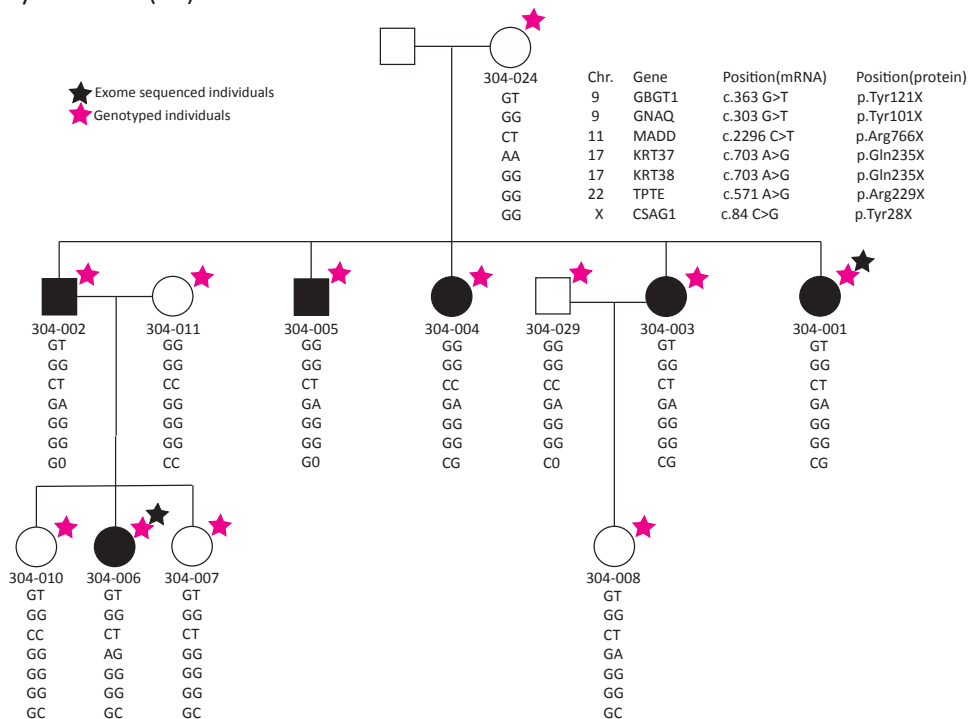 304-024
Chr. Gene Position(mRNA) Position(protein)
Exome sequenced individuals
Genotyped individuals
GT 9 GBGT1 c.363 G>T p.Tyr121X
GG 9 GNAQ c.303 G>T p.Tyr101X
CT 11 MADD c.2296 C>T p.Arg766X
AA 17 KRT37 c.703 A>G p.Gln235X
GG 17 KRT38 c.703 A>G p.Gln235X
GG 22 TPTE c.571 A>G p.Arg229X
GG X CSAG1 c.84 C>G p.Tyr28X
304-002 304-011 304-005 304-004 304-029 304-003 304-001
GT GG GG GG GG GT GT
GG GG GG GG GG GG GG
CT CC CT CC CC CT CT
GA GG GA GA GA GA GA
GG GG GG GG GG GG GG
GG GG GG GG GG GG GG
G0 CC G0 CG C0 CG CG
304-010 304-006 304-007 304-008
GT GT GT GT
GG GG GG GG
CC CT CT CT
GG AG GG GA
GG GG GG GG
GG GG GG GG
GC GC GC GC